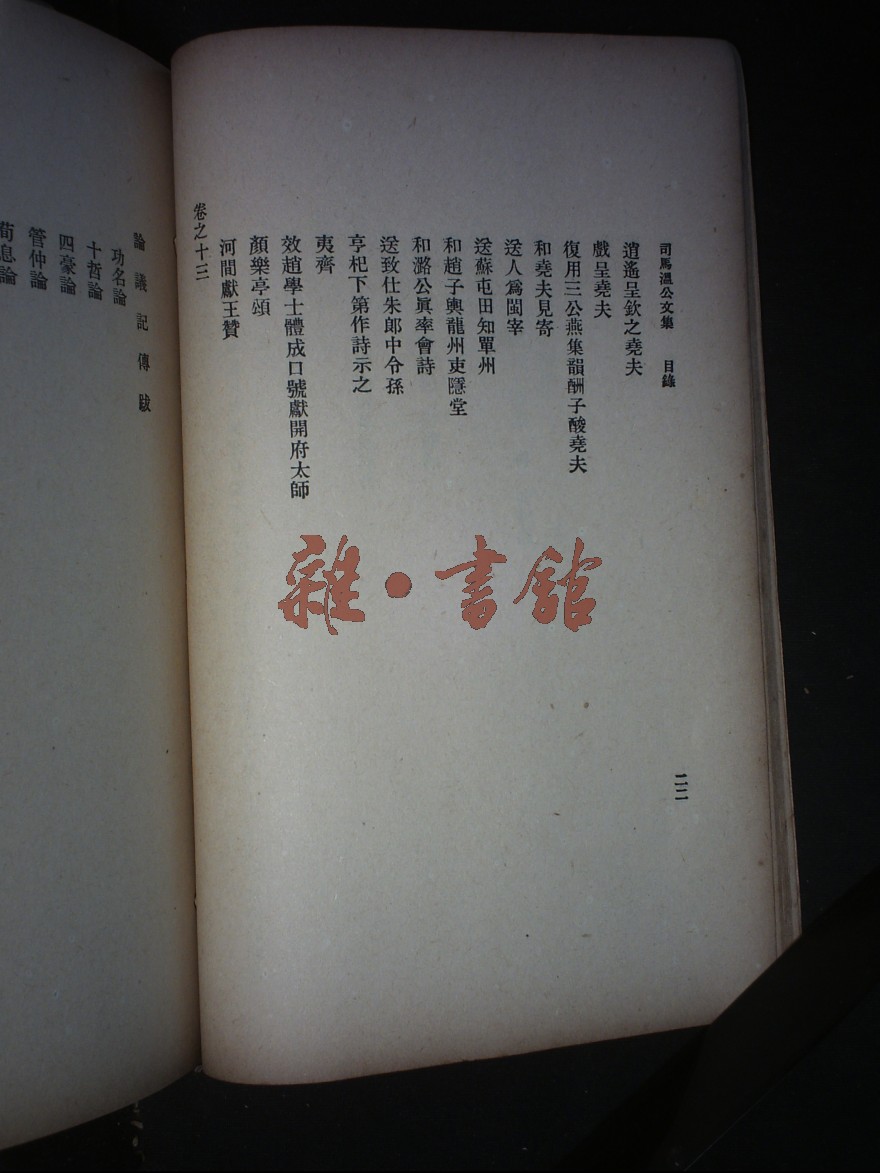 司馬溫公文集 目錄
逍遙呈欽之堯夫
戲呈堯夫
復用三公燕集韻酬子酸堯夫
和堯夫見寄
送人爲閩宰
送蘇屯田知單州
和趙子輿龍州吏隱堂
和潞公眞率會詩
送致仕朱郎中令孫
亨杞下第作詩示之
夷齊
效趙學士體成口號獻開府太師
顏樂亭頌
河間獻王贊
卷之十三
二二
論議記傳跋
功名論
十哲論
四豪論
管仲論
荀息論
雜·書館